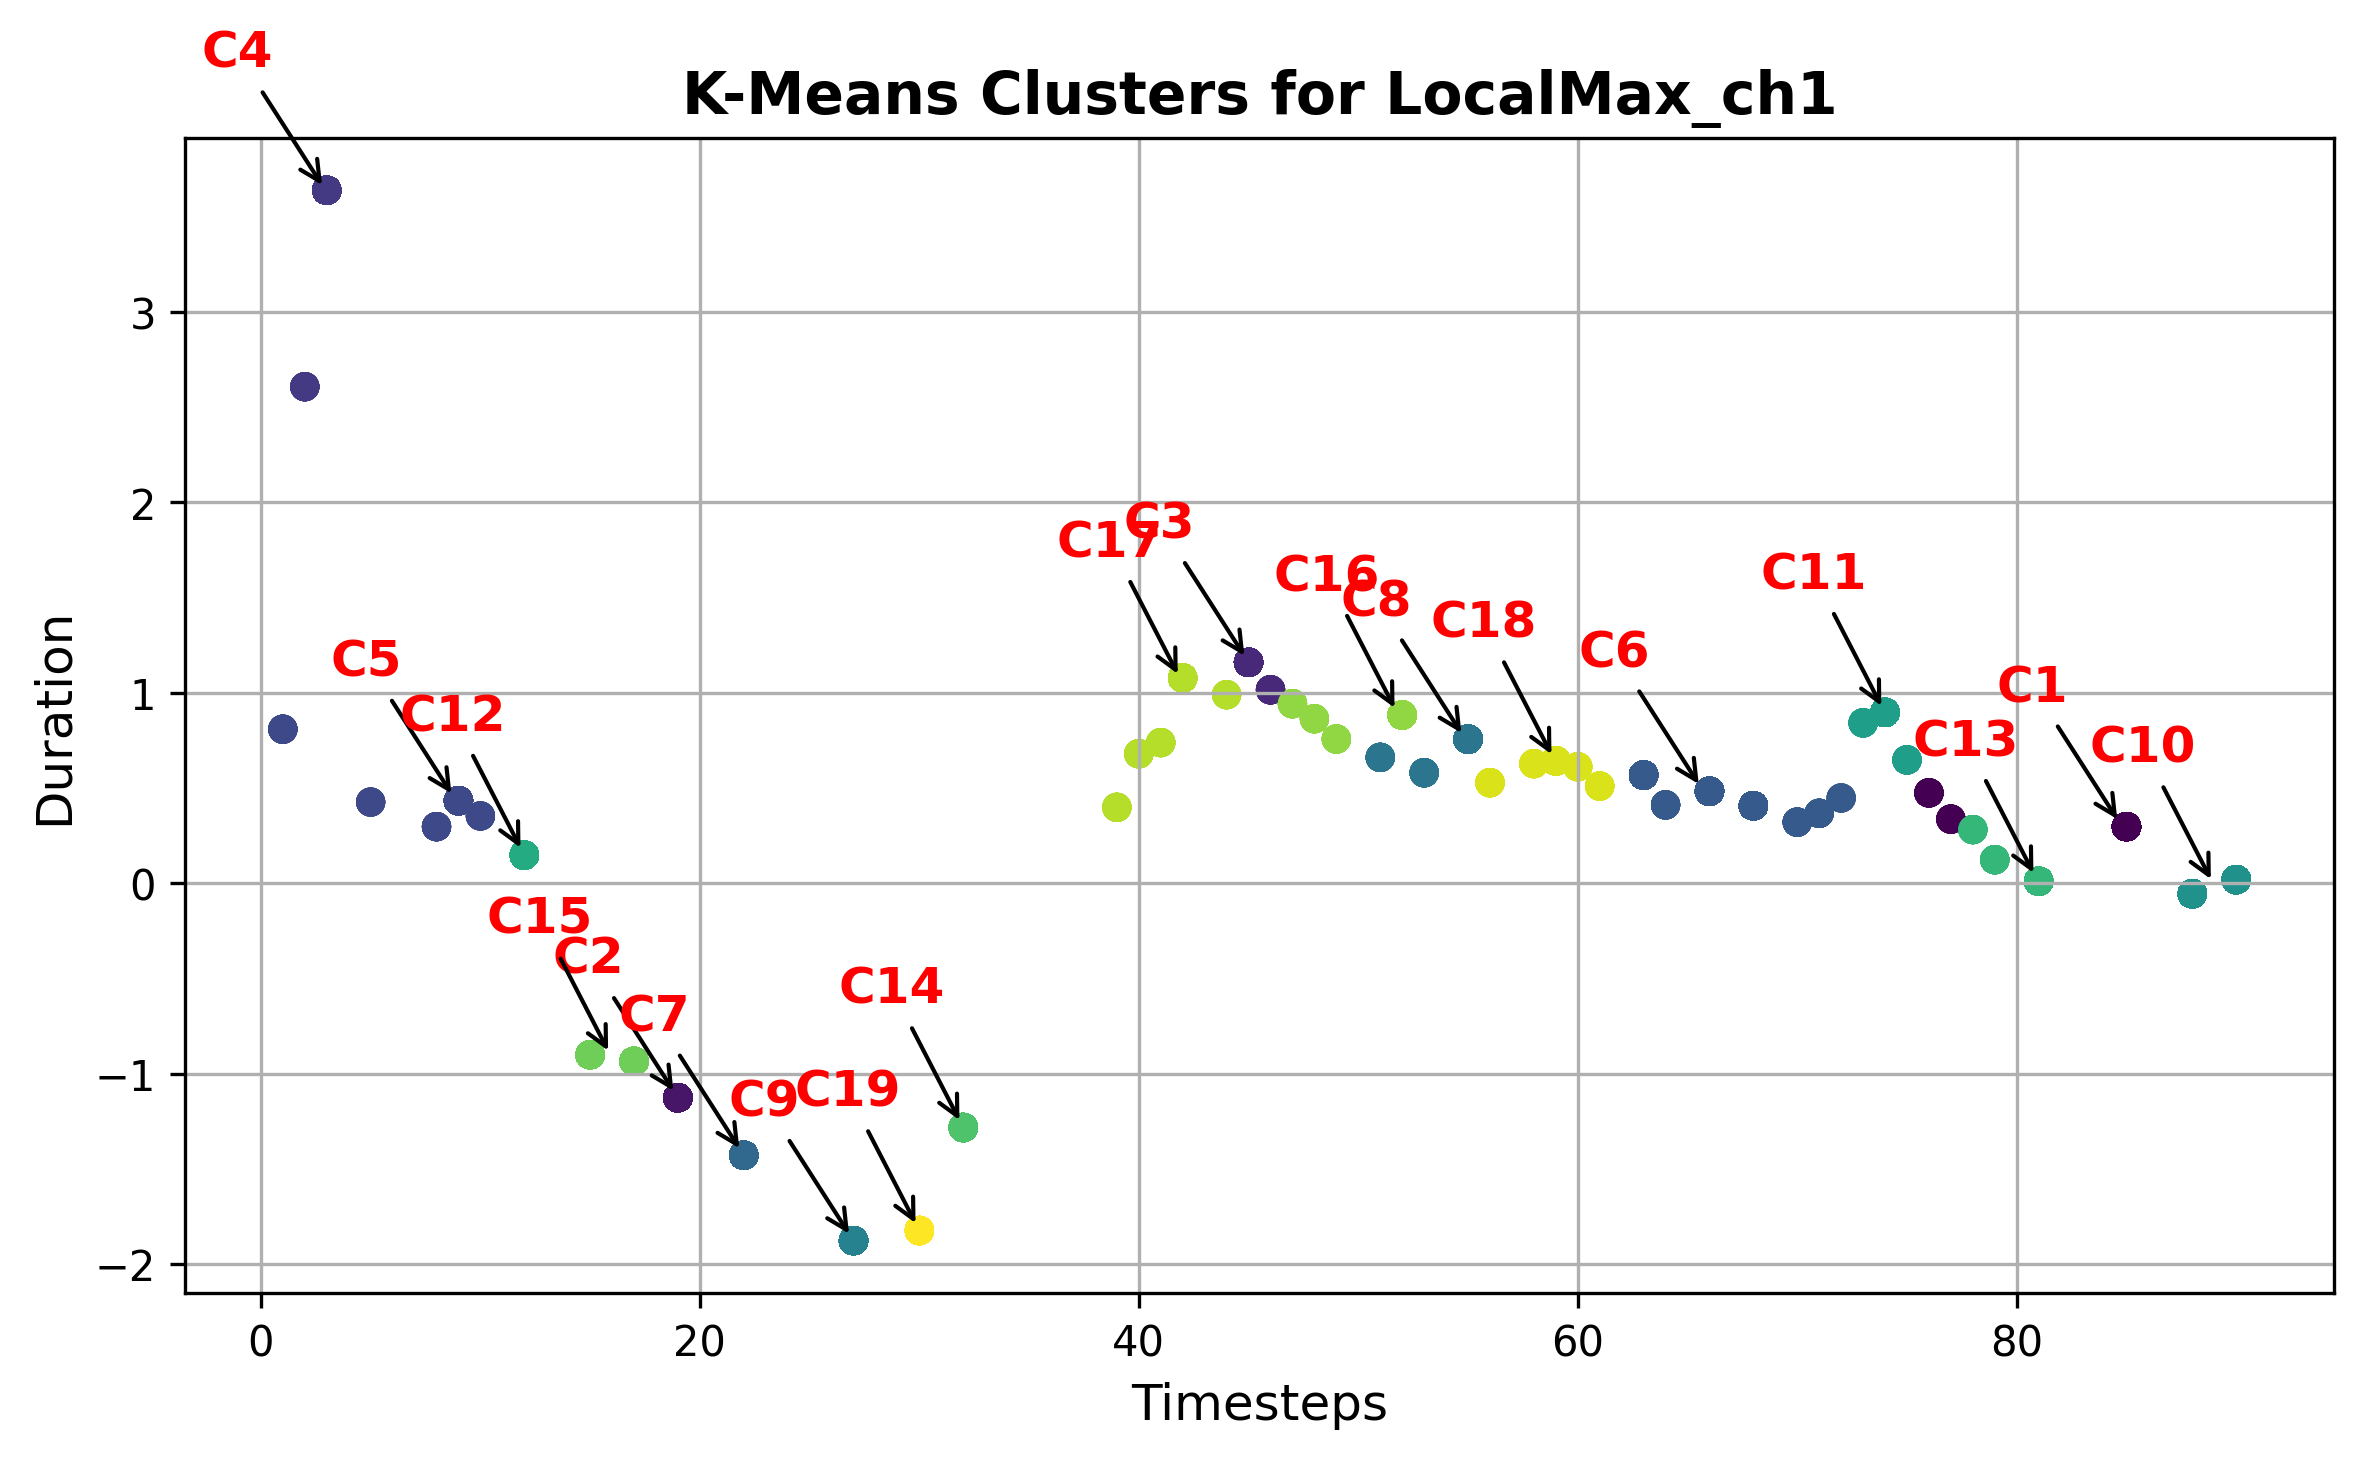 C4
K-Means Clusters for LocalMax_ch1
3
2
C3
C17
C16
C8
C11
C18
C6
C5
1
C1
C12
C13
C10
Duration
0
C15
C2
C14
C7
−1
C19
C9
−2
0
20
40
60
80
Timesteps